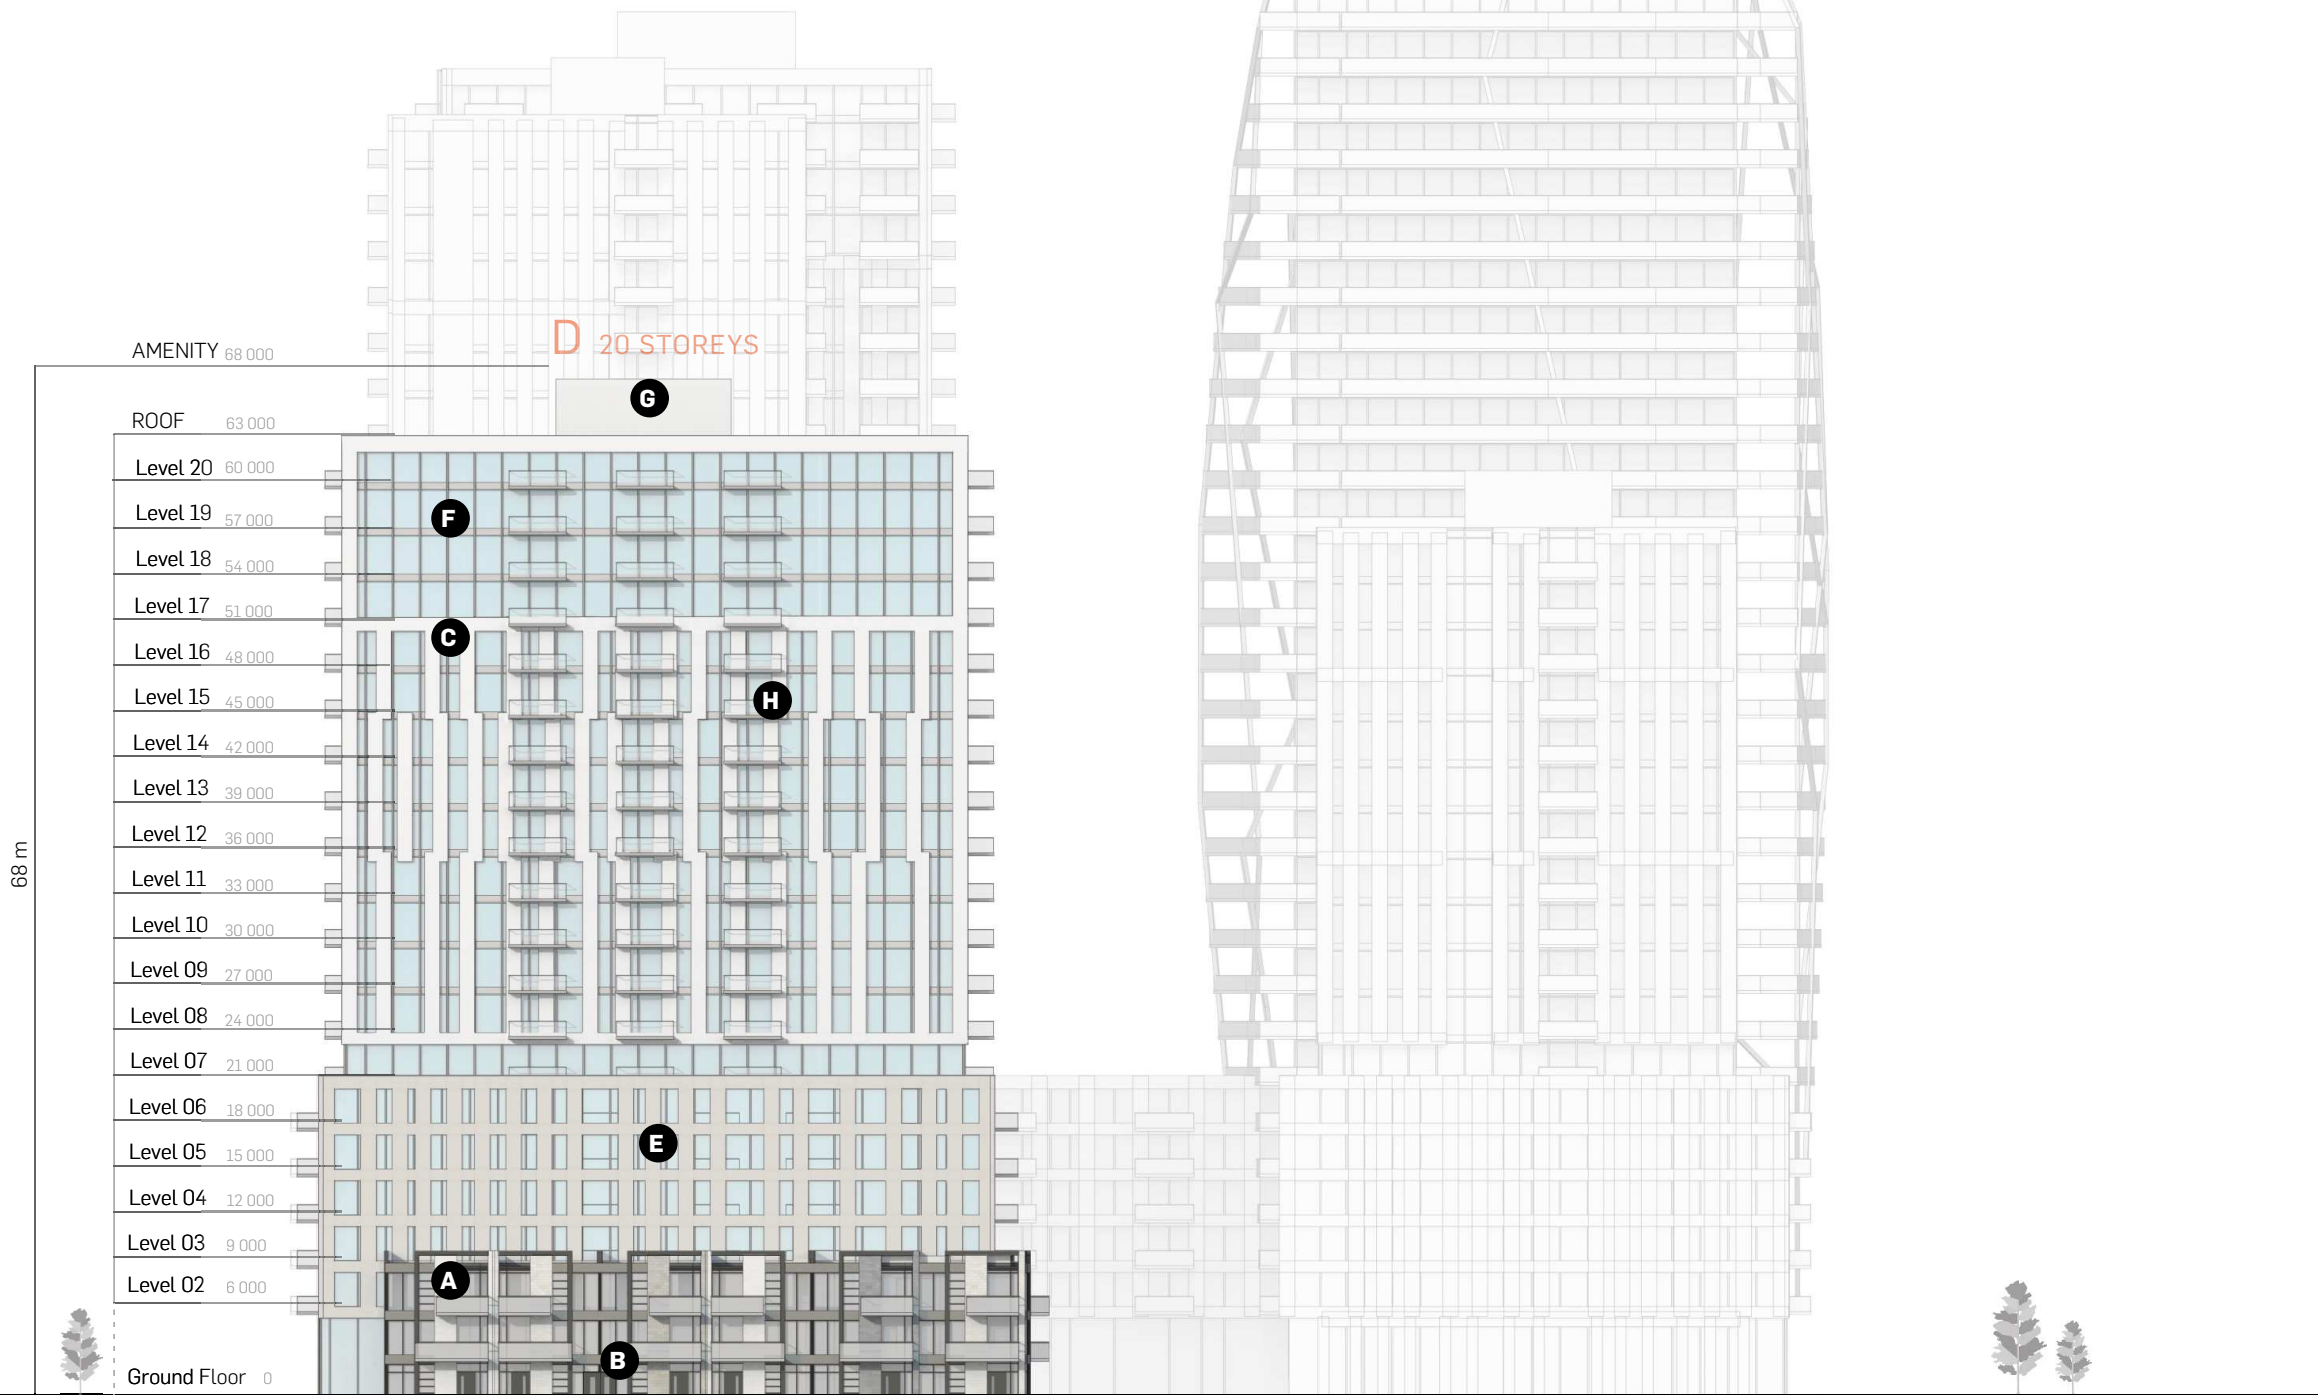 D 20 STOREYS
AMENITY 68 000
G
ROOF 63 000
Level 20 60 000
Level 19 57 000
F
Level 18 54 000
Level 17 51 000
C
Level 16 48 000
Level 15 45 000
H
Level 14 42 000
Level 13 39 000
Level 12 36 000
68 m
Level 11 33 000
Level 10 30 000
Level 09 27 000
Level 08 24 000
Level 07 21 000
Level 06 18 000
E
Level 05 15 000
Level 04 12 000
Level 03 9 000
A
Level 02 6 000
B
Ground Floor 0